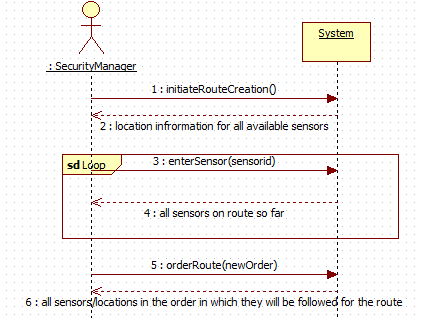 System
: SecurityManager
1 : initiateRouteCreation()
2 : location infrormation for all available sensors
sd Loop
3 : enterSensor(sensorid)
4 : all sensors on route so far
5 : orderRoute(newOrder)
6 : all sensors/locations in the order in which they will be followed for the route